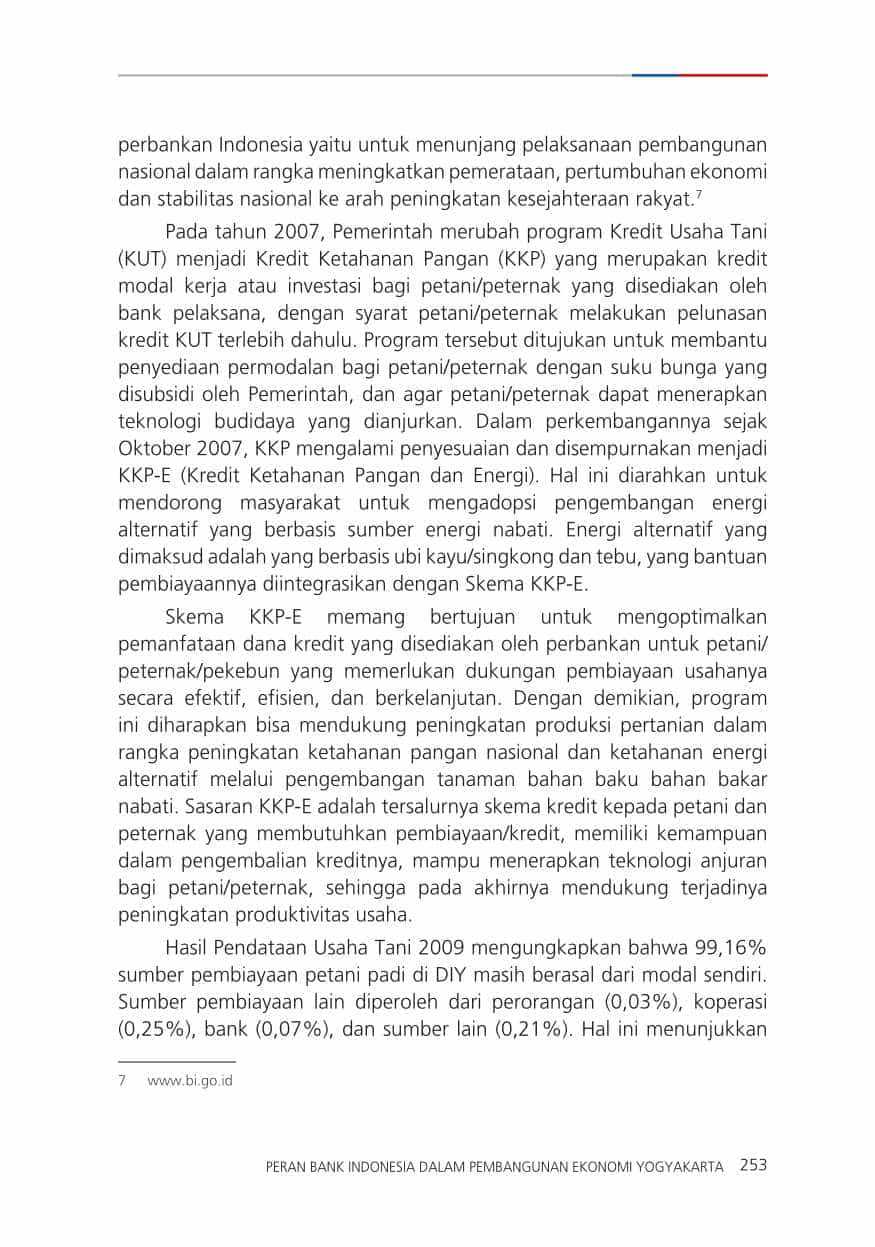 perbankan Indonesia yaitu untuk menunjang pelaksanaan pembangunan
nasional dalam rangka meningkatkan pemerataan, pertumbuhan ekonomi
dan stabilitas nasional ke arah peningkatan kesejahteraan rakyat.7
Pada tahun 2007, Pemerintah merubah program Kredit Usaha Tani
(KUT) menjadi Kredit Ketahanan Pangan (KKP) yang merupakan kredit
modal kerja atau investasi bagi petani/peternak yang disediakan oleh
bank pelaksana, dengan syarat petani/peternak melakukan pelunasan
kredit KUT terlebih dahulu. Program tersebut ditujukan untuk membantu
penyediaan permodalan bagi petani/peternak dengan suku bunga yang
disubsidi oleh Pemerintah, dan agar petani/peternak dapat menerapkan
teknologi budidaya yang dianjurkan. Dalam perkembangannya sejak
Oktober 2007, KKP mengalami penyesuaian dan disempurnakan menjadi
KKP-E (Kredit Ketahanan Pangan dan Energi). Hal ini diarahkan untuk
mendorong masyarakat untuk mengadopsi pengembangan energi
alternatif yang berbasis sumber energi nabati. Energi alternatif yang
dimaksud adalah yang berbasis ubi kayu/singkong dan tebu, yang bantuan
pembiayaannya diintegrasikan dengan Skema KKP-E.
Skema KKP-E memang bertujuan untuk mengoptimalkan
pemanfataan dana kredit yang disediakan oleh perbankan untuk petani/
peternak/pekebun yang memerlukan dukungan pembiayaan usahanya
secara efektif, efisien, dan berkelanjutan. Dengan demikian, program
ini diharapkan bisa mendukung peningkatan produksi pertanian dalam
rangka peningkatan ketahanan pangan nasional dan ketahanan energi
alternatif melalui pengembangan tanaman bahan baku bahan bakar
nabati. Sasaran KKP-E adalah tersalurnya skema kredit kepada petani dan
peternak yang membutuhkan pembiayaan/kredit, memiliki kemampuan
dalam pengembalian kreditnya, mampu menerapkan teknologi anjuran
bagi petani/peternak, sehingga pada akhirnya mendukung terjadinya
peningkatan produktivitas usaha.
Hasil Pendataan Usaha Tani 2009 mengungkapkan bahwa 99,16%
sumber pembiayaan petani padi di DIY masih berasal dari modal sendiri.
Sumber pembiayaan lain diperoleh dari perorangan (0,03%), koperasi
(0,25%), bank (0,07%), dan sumber lain (0,21%). Hal ini menunjukkan
7 www.bi.go.id
PERAN BANK INDONESIA DALAM PEMBANGUNAN EKONOMI YOGYAKARTA 253